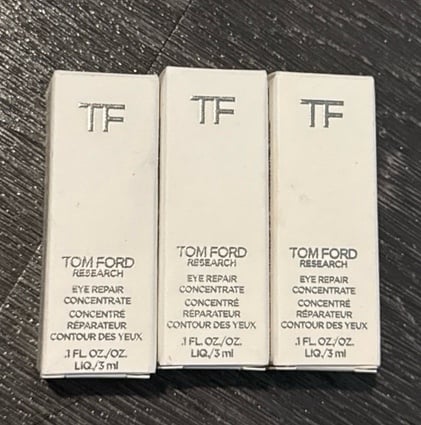 TF
TOM FORD
RESEARCH
EYE REPAIR
CONCENTRATE
CONCENTRÉ
RÉPARATEUR
CONTOUR DES YEUX
.1 FL. OZ./OZ.
LIQ./3 ml
TF
TOM FORD
RESEARCH
EYE REPAIR
CONCENTRATE
CONCENTRÉ
RÉPARATEUR
CONTOUR DES YEUX
.1 FL. OZ./OZ.
LIQ./3 ml
TF
TOM FORD
RESEARCH
EYE REPAIR
CONCENTRATE
CONCENTRÉ
RÉPARATEUR
CONTOUR DES YEUX
.1 FL. OZ./OZ.
LIQ./3 ml